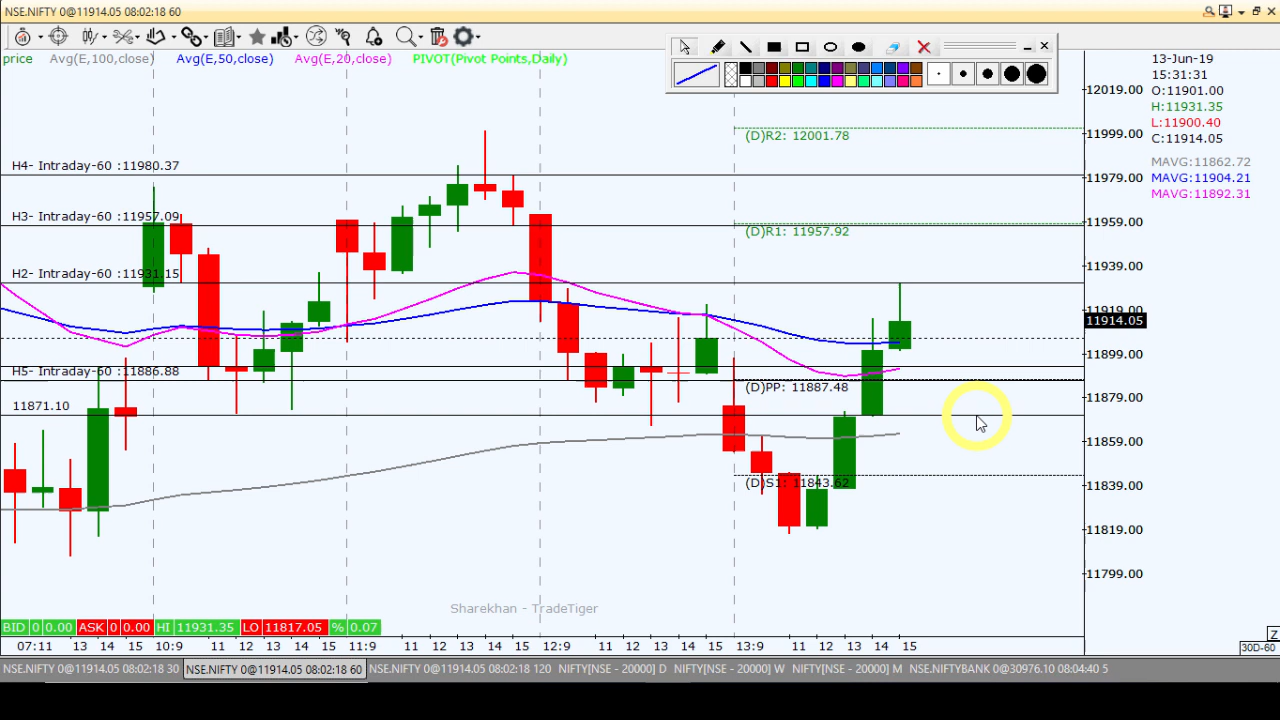 NSE.NIFTY 0@11914.05 08:02:18 60
price Avg(E,100,close) Avg(E,50,close) Avg(E,20,close) PIVOT(Pivot Points,Daily)
13-Jun-19
15:31:31
O:11901.00
H:11931.35
L:11900.40
C:11914.05
MAVG:11862.72
MAVG:11904.21
MAVG:11892.31
12019.00
11999.00
11979.00
11959.00
11939.00
11919.00
11914.05
11899.00
11879.00
11859.00
11839.00
11819.00
11799.00
(D)R2: 12001.78
H4- Intraday-60 :11980.37
H3- Intraday-60 :11957.09
(D)R1: 11957.92
H2- Intraday-60 :11931.15
H5- Intraday-60 :11886.88
(D)PP: 11887.48
11871.10
(D)S1: 11843.62
Sharekhan - TradeTiger
BID 0 0.00 ASK 0 0.00 HI 11931.35 LO 11817.05 % 0.07
07:11 13 14 15 10:9 11 12 13 14 15 11:9 11 12 13 14 15 12:9 11 12 13 14 15 13:9 11 12 13 14 15
Z
30D-60
NSE.NIFTY 0@11914.05 08:02:18 30 NSE.NIFTY 0@11914.05 08:02:18 60 NSE.NIFTY 0@11914.05 08:02:18 120 NIFTY[NSE - 20000] D NIFTY[NSE - 20000] W NIFTY[NSE - 20000] M NSE.NIFTYBANK 0@30976.10 08:04:40 5